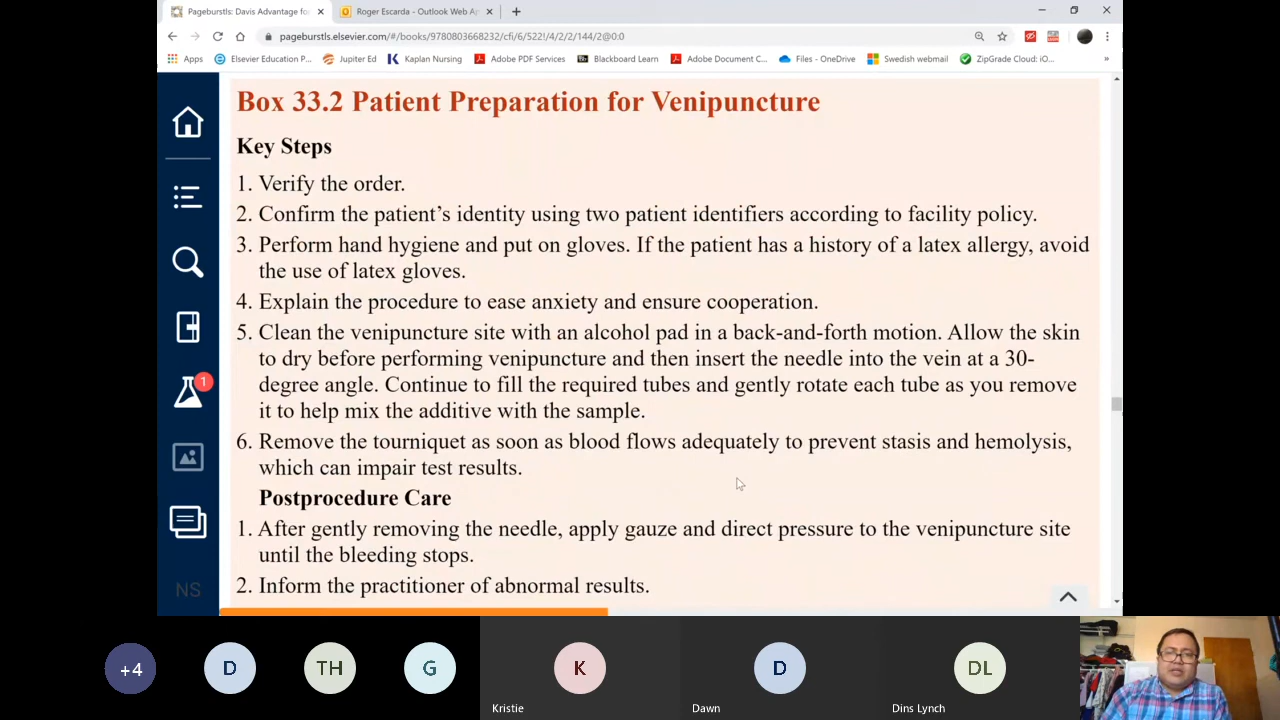 Pageburstls: Davis Advantage for
Roger Escarda - Outlook Web Ap
pageburstls.elsevier.com/#/books/9780803668232/cfi/6/522!/4/2/2/144/2@0:0
Apps
Elsevier Education P...
Jupiter Ed
Kaplan Nursing
Adobe PDF Services
Blackboard Learn
Adobe Document C...
Files - OneDrive
Swedish webmail
ZipGrade Cloud: iO...
»
Box 33.2 Patient Preparation for Venipuncture
Key Steps
1. Verify the order.
2. Confirm the patient's identity using two patient identifiers according to facility policy.
3. Perform hand hygiene and put on gloves. If the patient has a history of a latex allergy, avoid
the use of latex gloves.
4. Explain the procedure to ease anxiety and ensure cooperation.
5. Clean the venipuncture site with an alcohol pad in a back-and-forth motion. Allow the skin
to dry before performing venipuncture and then insert the needle into the vein at a 30-
degree angle. Continue to fill the required tubes and gently rotate each tube as you remove
it to help mix the additive with the sample.
6. Remove the tourniquet as soon as blood flows adequately to prevent stasis and hemolysis,
which can impair test results.
Postprocedure Care
1. After gently removing the needle, apply gauze and direct pressure to the venipuncture site
until the bleeding stops.
2. Inform the practitioner of abnormal results.
1
NS
+4
D
TH
G
K
D
DL
Kristie
Dawn
Dins Lynch